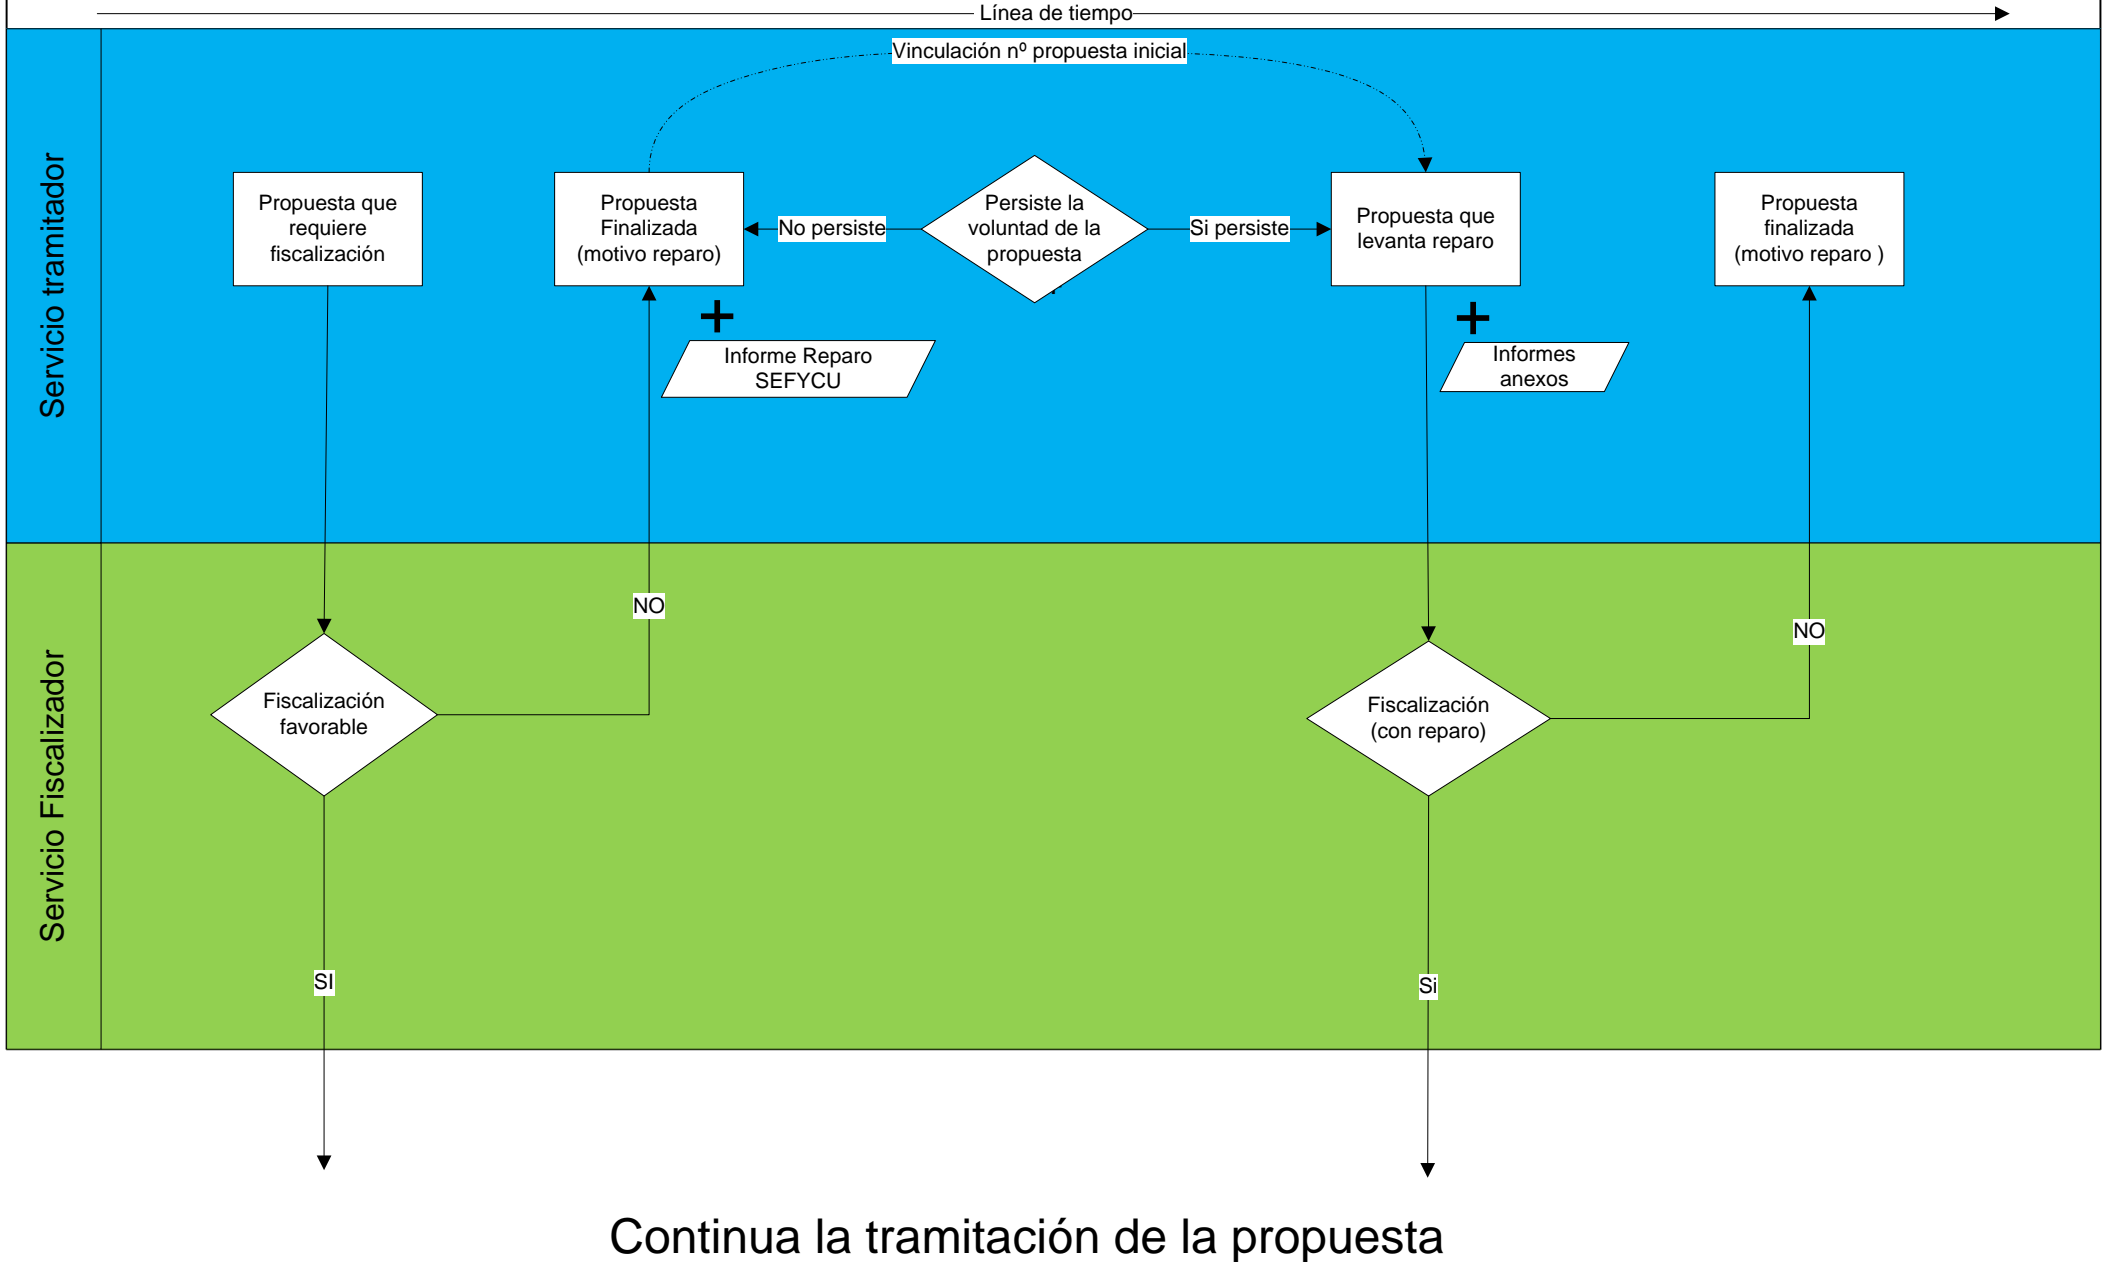 Línea de tiempo
Vinculación nº propuesta inicial
Servicio tramitador
Propuesta que
requiere
fiscalización
Propuesta
Finalizada
(motivo reparo)
No persiste
Persiste la
voluntad de la
propuesta
Si persiste
Propuesta que
levanta reparo
Propuesta
finalizada
(motivo reparo )
+
Informe Reparo
SEFYCU
+
Informes
anexos
Servicio Fiscalizador
NO
NO
Fiscalización
favorable
Fiscalización
(con reparo)
SI
Si
Continua la tramitación de la propuesta